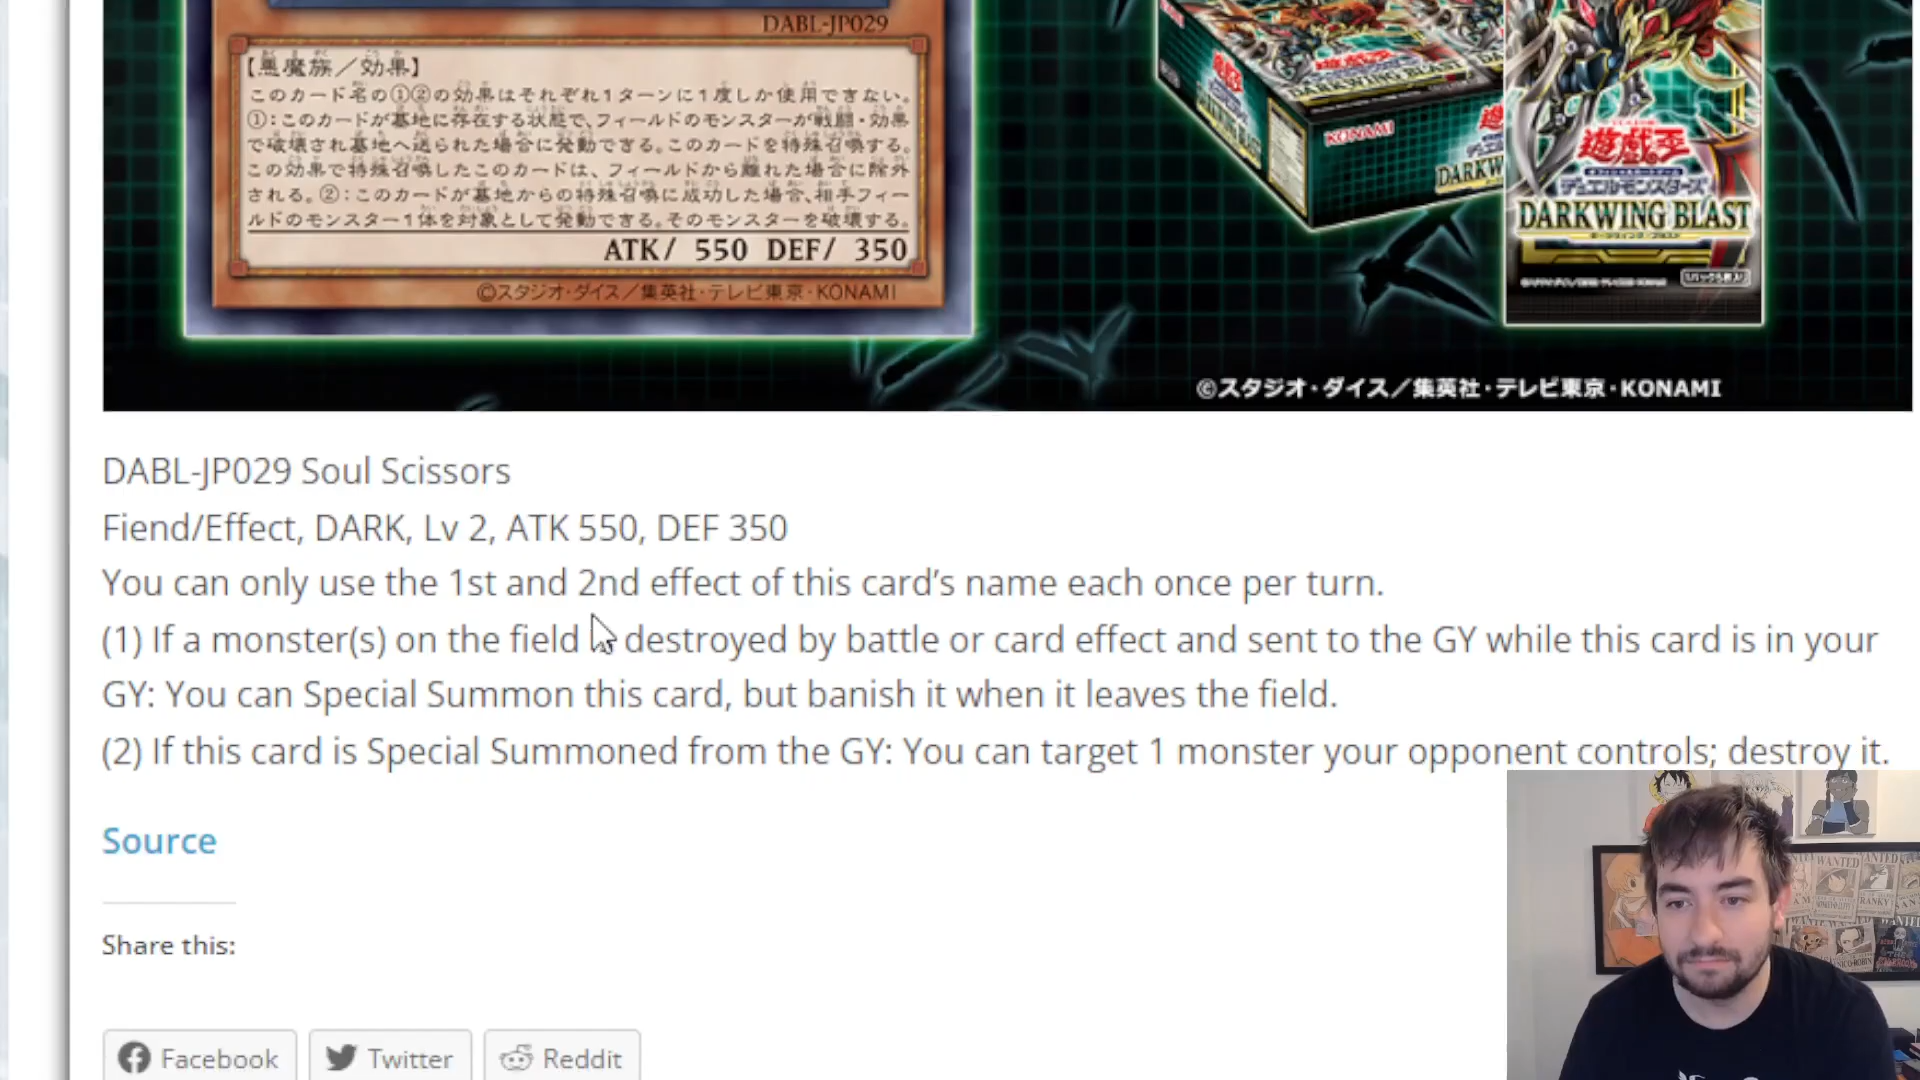 DABL-JP029
【悪魔族／効果】
このカード名の①②の効果はそれぞれ1ターンに1度しか使用できない。
①：このカードが墓地に存在する状態で、フィールドのモンスターが戦闘・効果
で破壊され墓地へ送られた場合に発動できる。このカードを特殊召喚する。
この効果で特殊召喚したこのカードは、フィールドから離れた場合に除外
される。②：このカードが墓地からの特殊召喚に成功した場合、相手フィー
ルドのモンスター1体を対象として発動できる。そのモンスターを破壊する。
ATK/ 550 DEF/ 350
©スタジオ・ダイス／集英社・テレビ東京・KONAMI
KONAMI
DARKWING BLAST
遊戯王
デュエルモンスターズ
DARKWING BLAST
©スタジオ・ダイス／集英社・テレビ東京・KONAMI
DABL-JP029 Soul Scissors
Fiend/Effect, DARK, Lv 2, ATK 550, DEF 350
You can only use the 1st and 2nd effect of this card’s name each once per turn.
(1) If a monster(s) on the field destroyed by battle or card effect and sent to the GY while this card is in your
GY: You can Special Summon this card, but banish it when it leaves the field.
(2) If this card is Special Summoned from the GY: You can target 1 monster your opponent controls; destroy it.
Source
Share this:
Facebook
Twitter
Reddit
WANTED